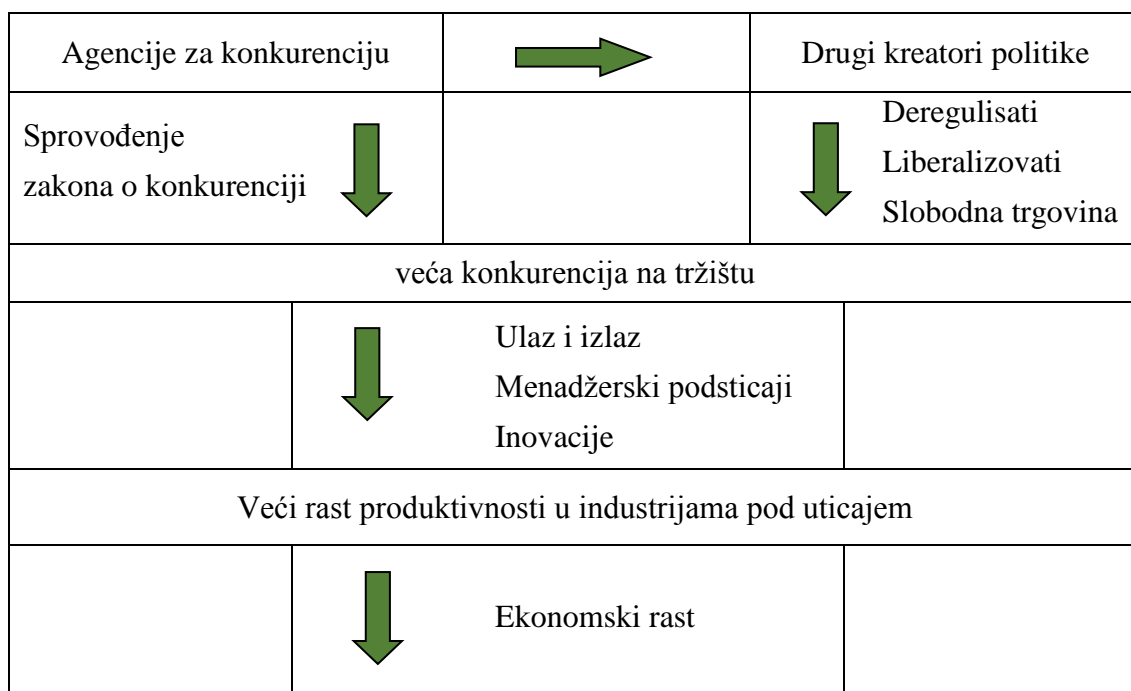 Agencije za konkurenciju
Drugi kreatori politike
Sprovođenje
zakona o konkurenciji
Deregulisati
Liberalizovati
Slobodna trgovina
veća konkurencija na tržištu
Ulaz i izlaz
Menadžerski podsticaji
Inovacije
Veći rast produktivnosti u industrijama pod uticajem
Ekonomski rast